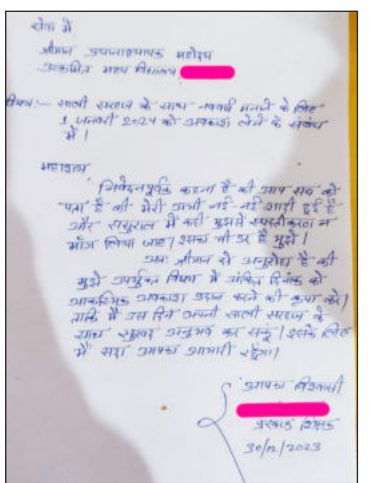 सेवा में
श्रीमान प्रधानाध्यापक महोदय
उत्क्रमित मध्य विद्यालय
विषय:- साली सरहज के साथ नववर्ष मनाने के लिए
1 जनवरी 2024 को अवकाश लेने के संबंध
में।
महाशय
निवेदनपूर्वक कहना है की आप सब को
पता है की मेरी अभी नई-नई शादी हुई है
और ससुराल में कहीं मुझसे स्पष्टीकरण न
माँग लिया जाए। इसका भी डर है मुझे।
अतः श्रीमान से अनुरोध है की
मुझे उपर्युक्त विषय में अंकित दिनांक को
आकस्मिक अवकाश प्रदान करने की कृपा करें।
ताकि मैं उस दिन अपनी साली सरहज के
साथ सुखद अनुभव कर सकूं। इसके लिए
मैं सदा आपका आभारी रहूँगा।
आपका विश्वासी
प्रखण्ड शिक्षक
30/12/2023